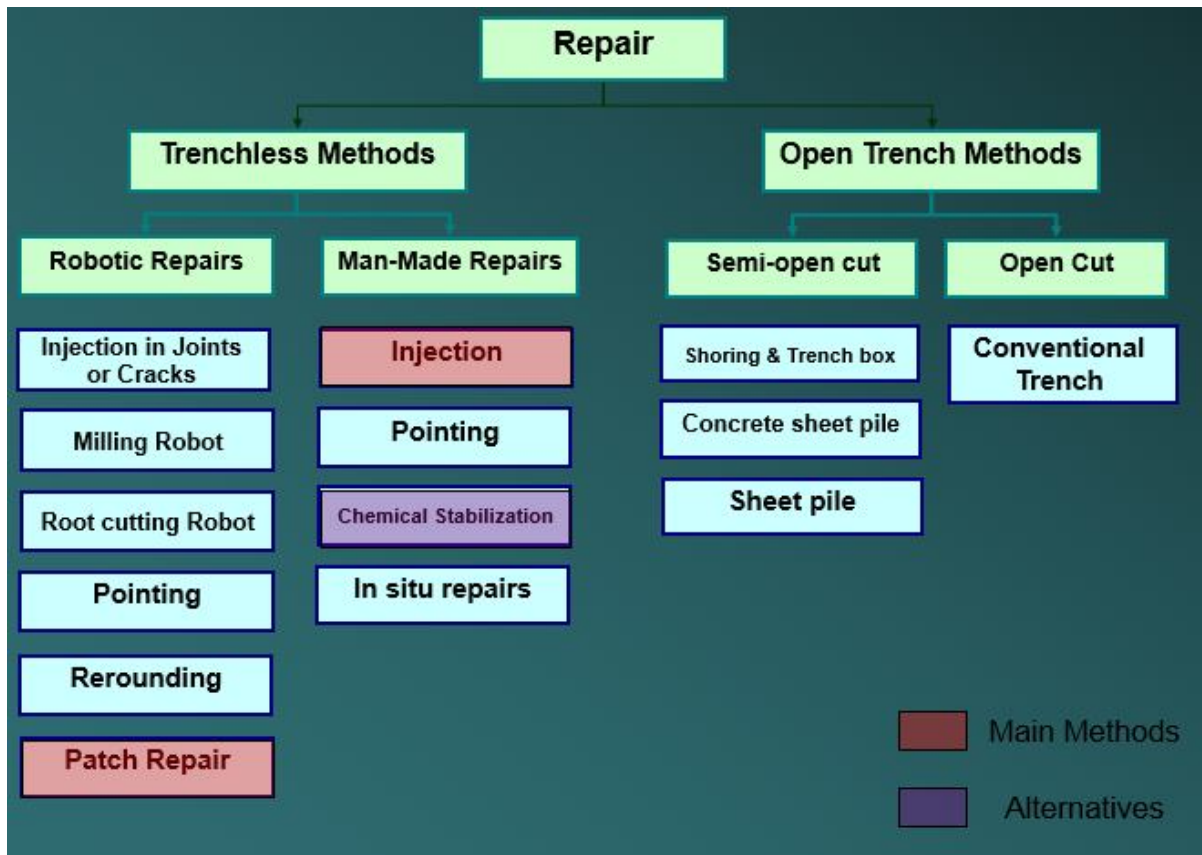 Repair
Trenchless Methods
Open Trench Methods
Robotic Repairs
Man-Made Repairs
Semi-open cut
Open Cut
Injection in Joints
or Cracks
Milling Robot
Root cutting Robot
Pointing
Rerounding
Patch Repair
Injection
Pointing
Chemical Stabilization
In situ repairs
Shoring & Trench box
Concrete sheet pile
Sheet pile
Conventional
Trench
Main Methods
Alternatives